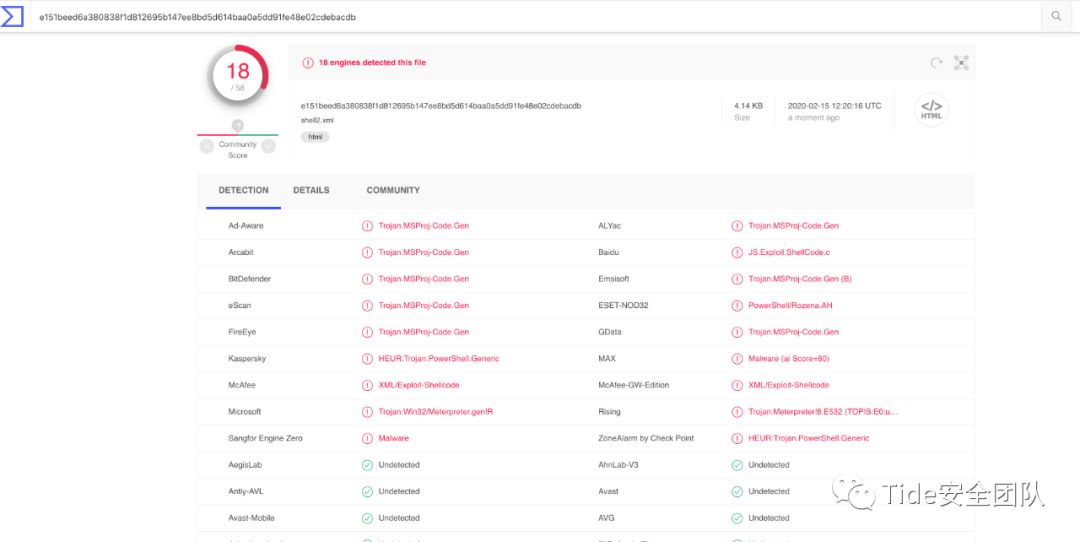 e151beed6a380838f1d812695b147ee8bd5d614baa0a5dd91fe48e02cdebacdb
18
/ 58
?
Community
Score
18 engines detected this file
e151beed6a380838f1d812695b147ee8bd5d614baa0a5dd91fe48e02cdebacdb
shell2.xml
html
4.14 KB
Size
2020-02-15 12:20:16 UTC
a moment ago
</>
HTML
DETECTION DETAILS COMMUNITY
Ad-Aware Trojan.MSProj-Code.Gen ALYac Trojan.MSProj-Code.Gen
Arcabit Trojan.MSProj-Code.Gen Baidu JS.Exploit.ShellCode.c
BitDefender Trojan.MSProj-Code.Gen Emsisoft Trojan.MSProj-Code.Gen (B)
eScan Trojan.MSProj-Code.Gen ESET-NOD32 PowerShell/Rozena.AH
FireEye Trojan.MSProj-Code.Gen GData Trojan.MSProj-Code.Gen
Kaspersky HEUR:Trojan.PowerShell.Generic MAX Malware (ai Score=80)
McAfee XML/Exploit-Shellcode McAfee-GW-Edition XML/Exploit-Shellcode
Microsoft Trojan:Win32/Meterpreter.gen!R Rising Trojan.Meterpreter!8.E532 (TOPIS:E0:u...
Sangfor Engine Zero Malware ZoneAlarm by Check Point HEUR:Trojan.PowerShell.Generic
AegisLab Undetected AhnLab-V3 Undetected
Antiy-AVL Undetected Avast Undetected
Avast-Mobile Undetected AVG Undetected
Tide安全团队